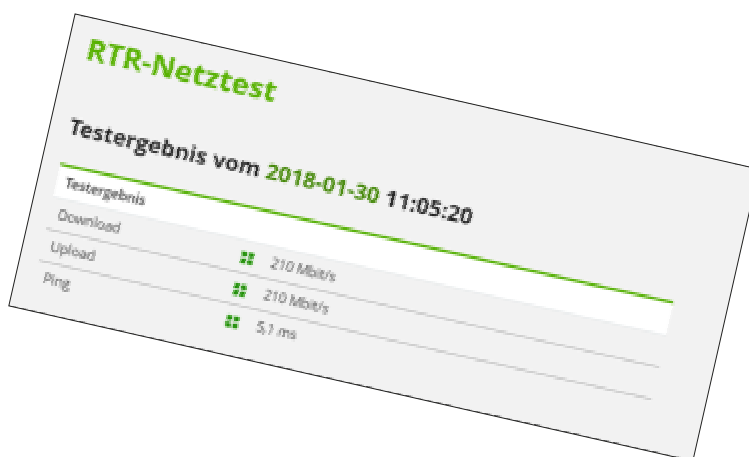 RTR-Netztest
Testergebnis vom 2018-01-30 11:05:20
Testergebnis
Download 210 Mbit/s
Upload 210 Mbit/s
Ping 5,1 ms